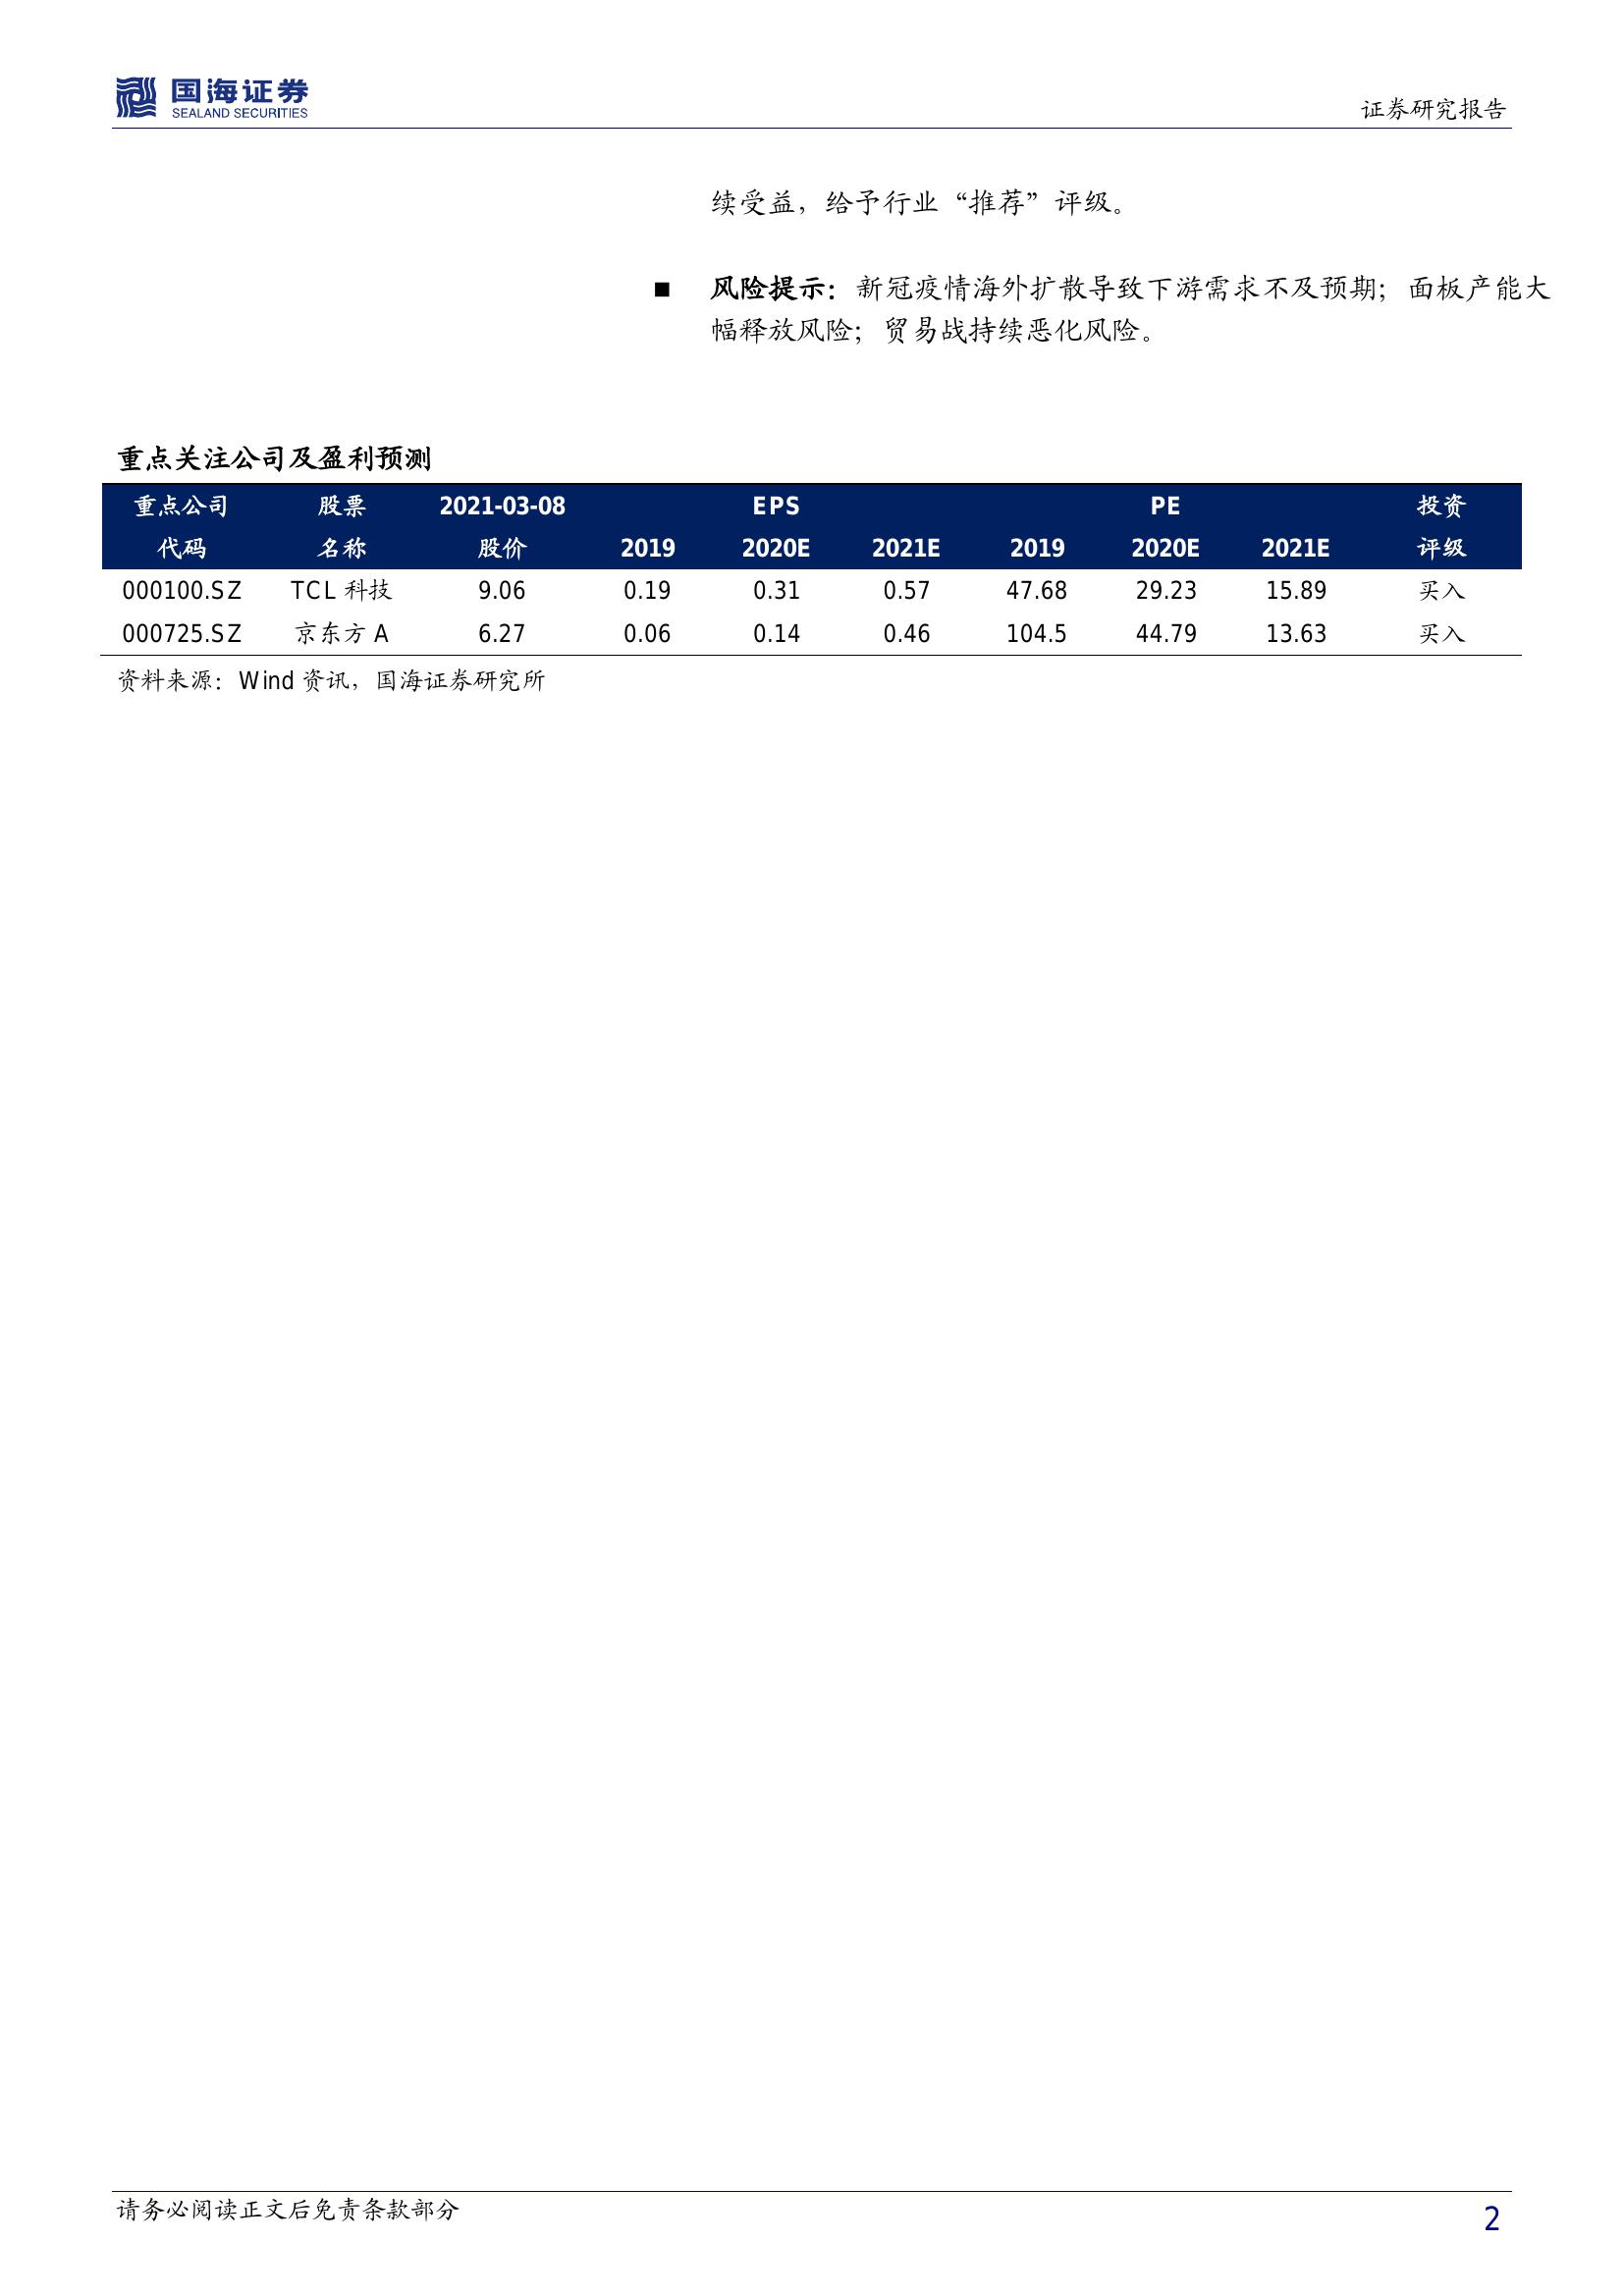 国海证券
SEALAND SECURITIES
证券研究报告
续受益，给予行业“推荐”评级。
■ 风险提示：新冠疫情海外扩散导致下游需求不及预期；面板产能大
幅释放风险；贸易战持续恶化风险。
重点关注公司及盈利预测
重点公司 股票 2021-03-08 EPS PE 投资
代码 名称 股价 2019 2020E 2021E 2019 2020E 2021E 评级
000100.SZ TCL 科技 9.06 0.19 0.31 0.57 47.68 29.23 15.89 买入
000725.SZ 京东方 A 6.27 0.06 0.14 0.46 104.5 44.79 13.63 买入
资料来源：Wind 资讯，国海证券研究所
请务必阅读正文后免责条款部分
2